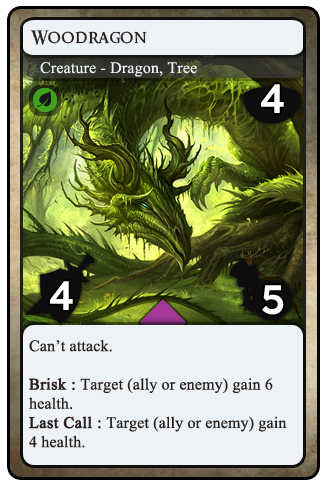 WOODRAGON
Creature - Dragon, Tree
4
4
5
Can't attack.
Brisk : Target (ally or enemy) gain 6
health.
Last Call : Target (ally or enemy) gain
4 health.